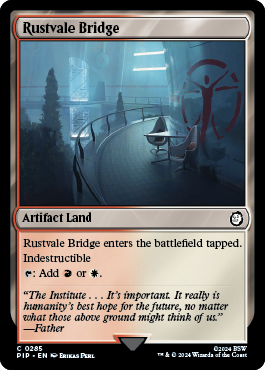 Rustvale Bridge
Artifact Land
Rustvale Bridge enters the battlefield tapped.
Indestructible
: Add or .
“The Institute . . . It’s important. It really is
humanity’s best hope for the future, no matter
what those above ground might think of us.”
—Father
C 0285
PIP • EN Erikas Perl
©2024 BSW
™ & © 2024 Wizards of the Coast